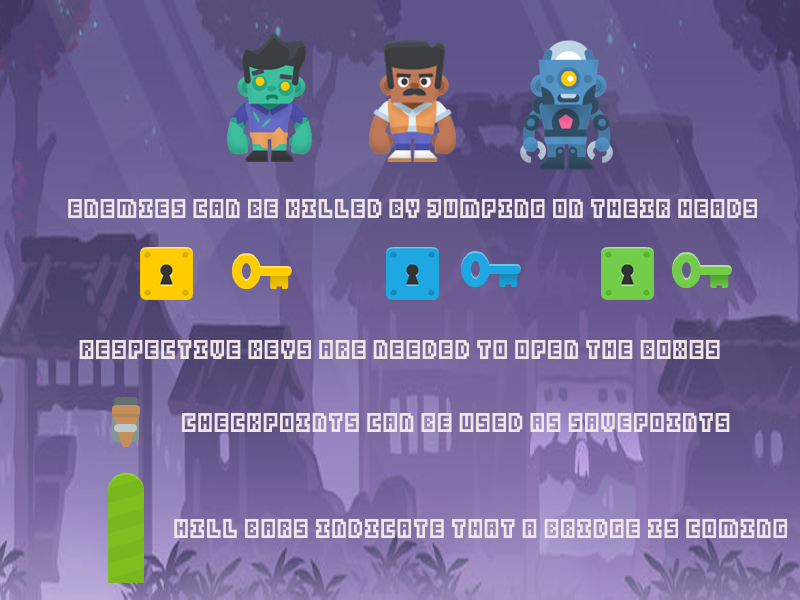 ENEMIES CAN BE KILLED BY JUMPING ON THEIR HEADS
RESPECTIVE KEYS ARE NEEDED TO OPEN THE BOXES
CHECKPOINTS CAN BE USED AS SAVEPOINTS
HILL BARS INDICATE THAT A BRIDGE IS COMING